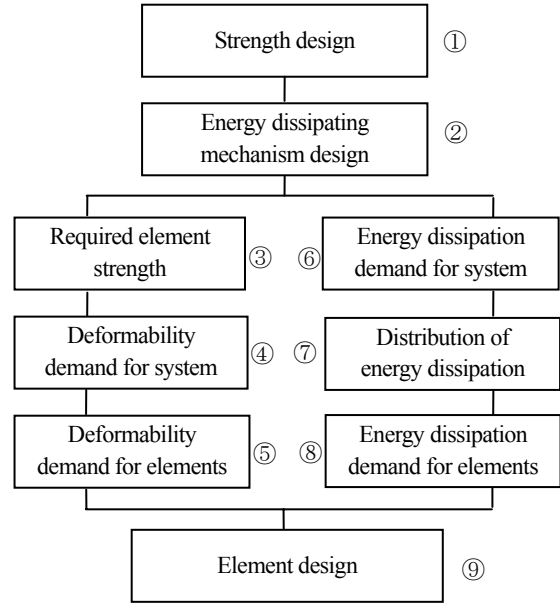 Strength design
①
Energy dissipating
mechanism design
②
Required element
strength
③
Deformability
demand for system
④
Deformability
demand for elements
⑤
⑥
Energy dissipation
demand for system
⑦
Distribution of
energy dissipation
⑧
Energy dissipation
demand for elements
Element design
⑨